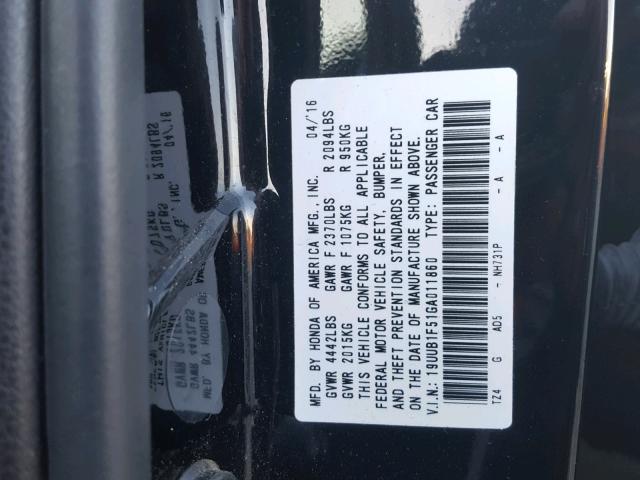 MFD. BY HONDA OF AMERICA MFG., INC. 04/'16
GVWR 4442LBS GAWR F 2370LBS R 2094LBS
GVWR 2015KG GAWR F 1075KG R 950KG
THIS VEHICLE CONFORMS TO ALL APPLICABLE
FEDERAL MOTOR VEHICLE SAFETY, BUMPER,
AND THEFT PREVENTION STANDARDS IN EFFECT
ON THE DATE OF MANUFACTURE SHOWN ABOVE.
V.I.N.: 19UUB1F51GA011860 TYPE: PASSENGER CAR
TZ4 G AD5 - NH731P - A - A